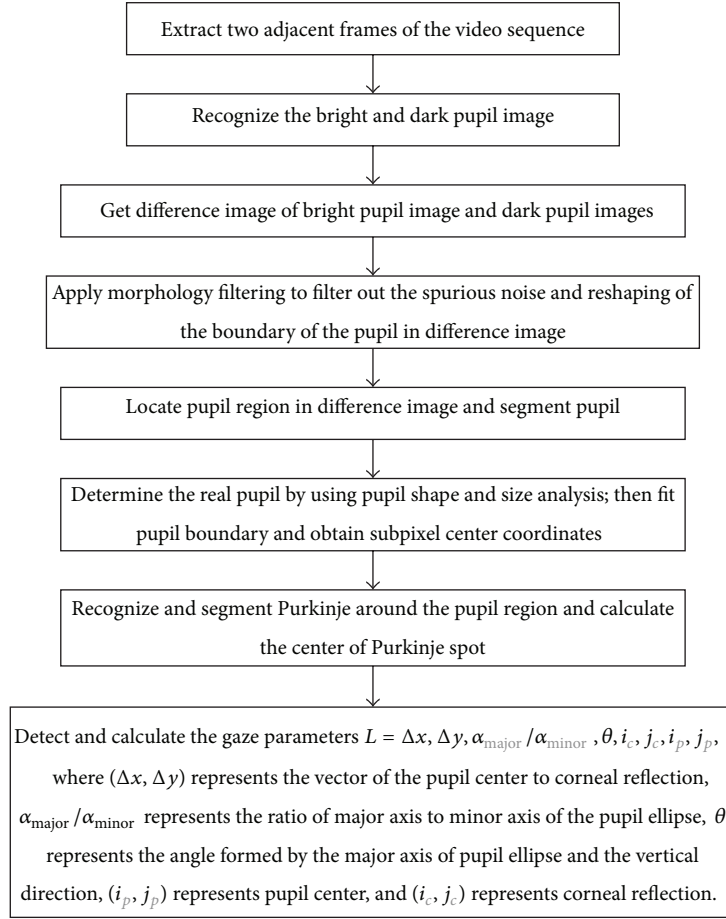 Extract two adjacent frames of the video sequence
Recognize the bright and dark pupil image
Get difference image of bright pupil image and dark pupil images
Apply morphology filtering to filter out the spurious noise and reshaping of
the boundary of the pupil in difference image
Locate pupil region in difference image and segment pupil
Determine the real pupil by using pupil shape and size analysis; then fit
pupil boundary and obtain subpixel center coordinates
Recognize and segment Purkinje around the pupil region and calculate
the center of Purkinje spot
Detect and calculate the gaze parameters L = Δx, Δy, α_major/α_minor , θ, i_c, j_c, i_p, j_p,
where (Δx, Δy) represents the vector of the pupil center to corneal reflection,
α_major/α_minor represents the ratio of major axis to minor axis of the pupil ellipse, θ
represents the angle formed by the major axis of pupil ellipse and the vertical
direction, (i_p, j_p) represents pupil center, and (i_c, j_c) represents corneal reflection.